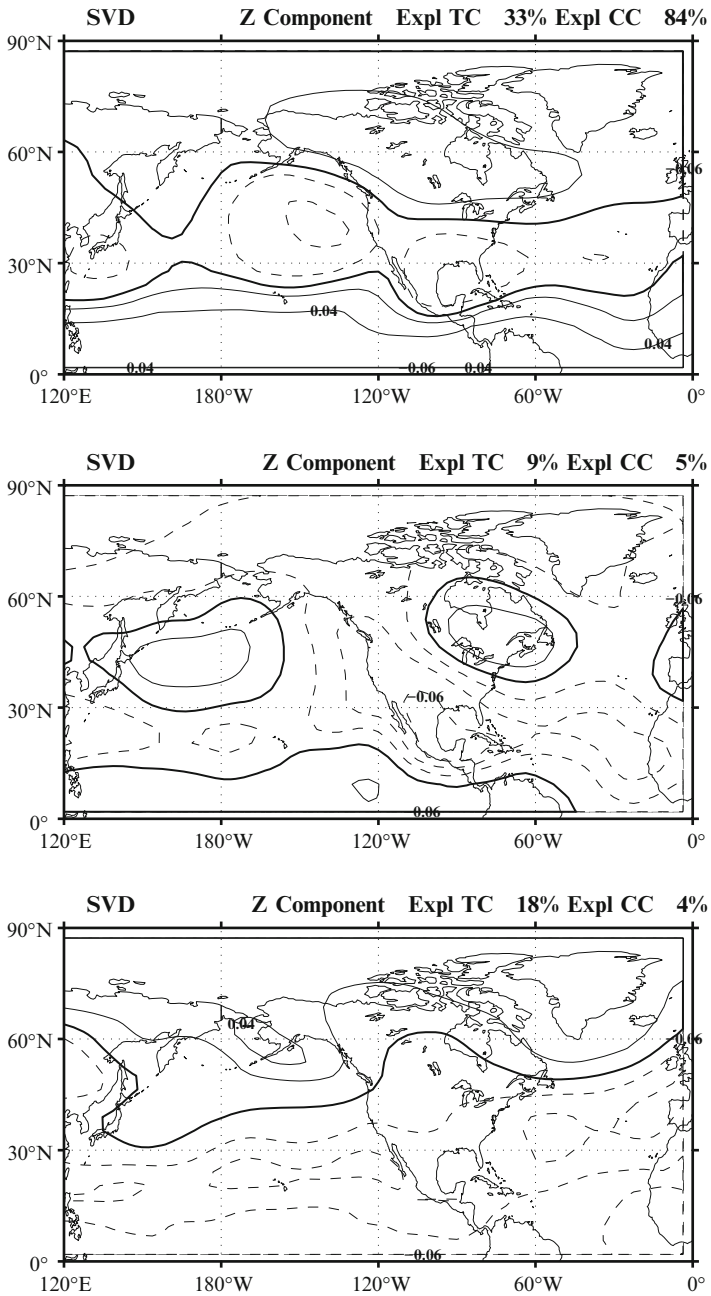 SVD Z Component Expl TC 33% Expl CC 84%
90°N
60°N
−0.06
30°N
0.04
0.04
0.04 −0.06 0.04
0°
120°E 180°W 120°W 60°W 0°
SVD Z Component Expl TC 9% Expl CC 5%
90°N
60°N
−0.06
−0.06
30°N
0.06
0°
120°E 180°W 120°W 60°W 0°
SVD Z Component Expl TC 18% Expl CC 4%
90°N
0.04
60°N
−0.06
30°N
−0.06
0°
120°E 180°W 120°W 60°W 0°